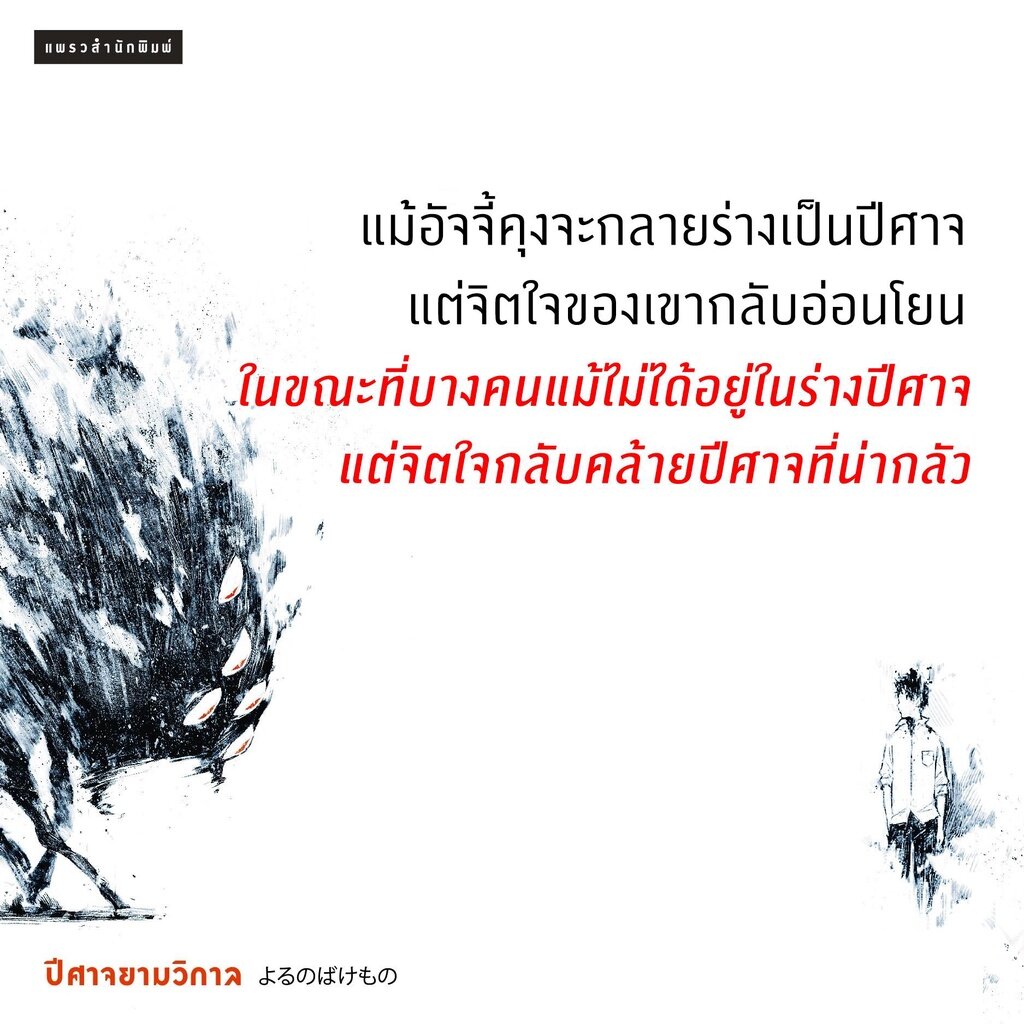 แพรวสำนักพิมพ์
แม้อัจจี้คุงจะกลายร่างเป็นปีศาจ
แต่จิตใจของเขากลับอ่อนโยน
ในขณะที่บางคนแม้ไม่ได้อยู่ในร่างปีศาจ
แต่จิตใจกลับคล้ายปีศาจที่น่ากลัว
ปีศาจยามวิกาล よるのばけもの